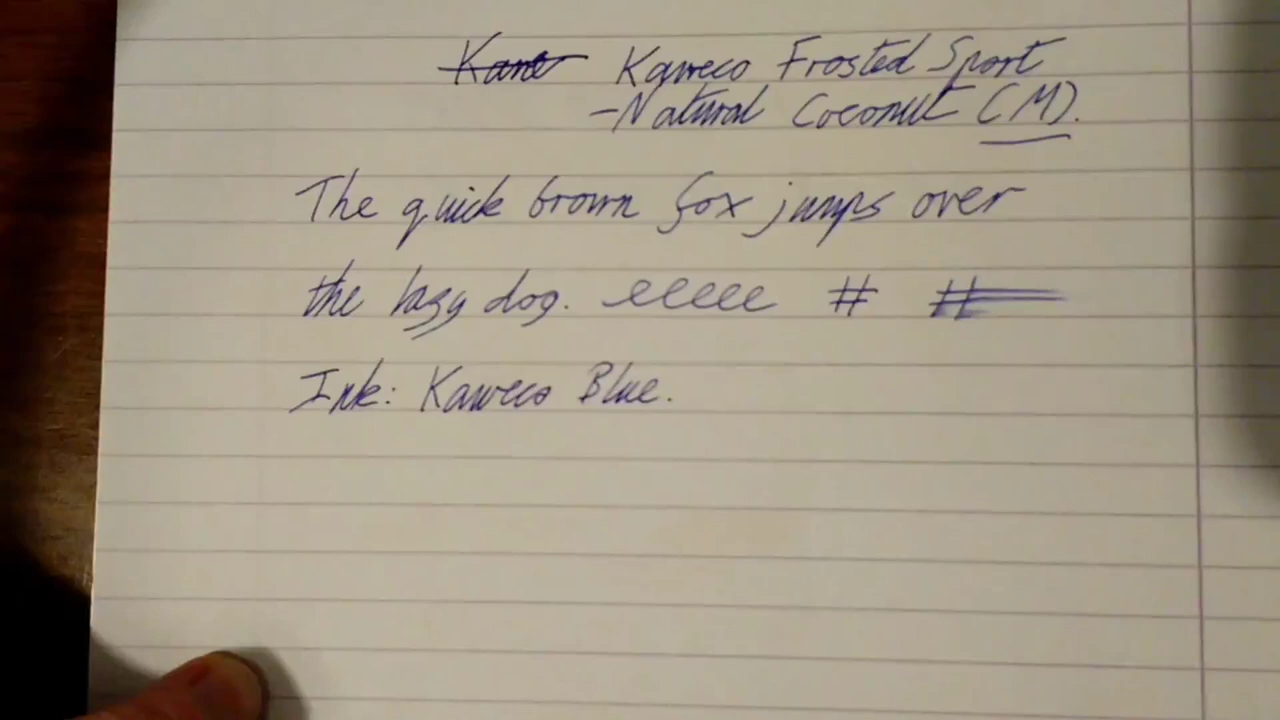 Kaweco Frosted Sport
-Natural Coconut (M).
The quick brown fox jumps over
the lazy dog. eeeee # #
Ink: Kaweco Blue.